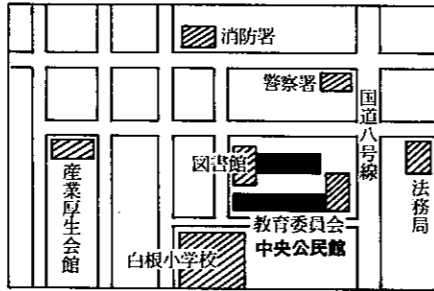 消防署
警察署
国道八号線
図書館
産業厚生会館
法務局
教育委員会
中央公民館
白根小学校